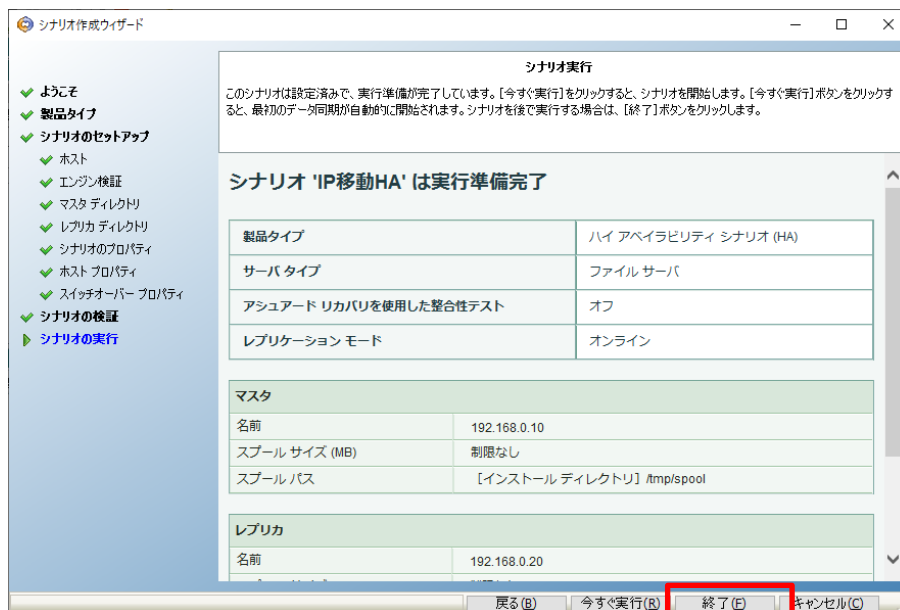 シナリオ作成ウィザード
ようこそ
製品タイプ
シナリオのセットアップ
ホスト
エンジン検証
マスタ ディレクトリ
レプリカ ディレクトリ
シナリオのプロパティ
ホスト プロパティ
スイッチオーバー プロパティ
シナリオの検証
シナリオの実行
シナリオ実行
このシナリオは設定済みで、実行準備が完了しています。[今すぐ実行]をクリックすると、シナリオを開始します。[今すぐ実行]ボタンをクリックす
ると、最初のデータ同期が自動的に開始されます。シナリオを後で実行する場合は、[終了]ボタンをクリックします。
シナリオ 'IP移動HA' は実行準備完了
製品タイプ ハイ アベイラビリティ シナリオ (HA)
サーバ タイプ ファイル サーバ
アシュアード リカバリを使用した整合性テスト オフ
レプリケーション モード オンライン
マスタ
名前 192.168.0.10
スプール サイズ (MB) 制限なし
スプール パス [インストール ディレクトリ] /tmp/spool
レプリカ
名前 192.168.0.20
戻る(B) 今すぐ実行(R) 終了(F) キャンセル(C)